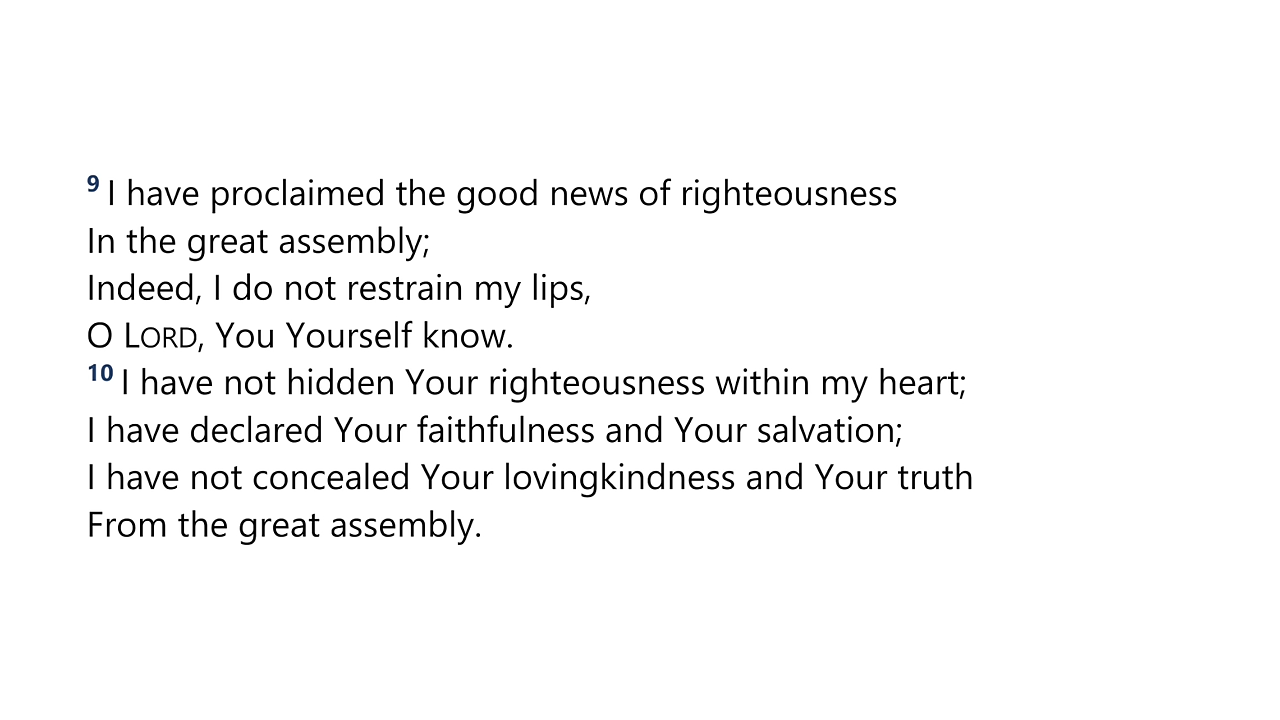 9 I have proclaimed the good news of righteousness
In the great assembly;
Indeed, I do not restrain my lips,
O LORD, You Yourself know.
10 I have not hidden Your righteousness within my heart;
I have declared Your faithfulness and Your salvation;
I have not concealed Your lovingkindness and Your truth
From the great assembly.